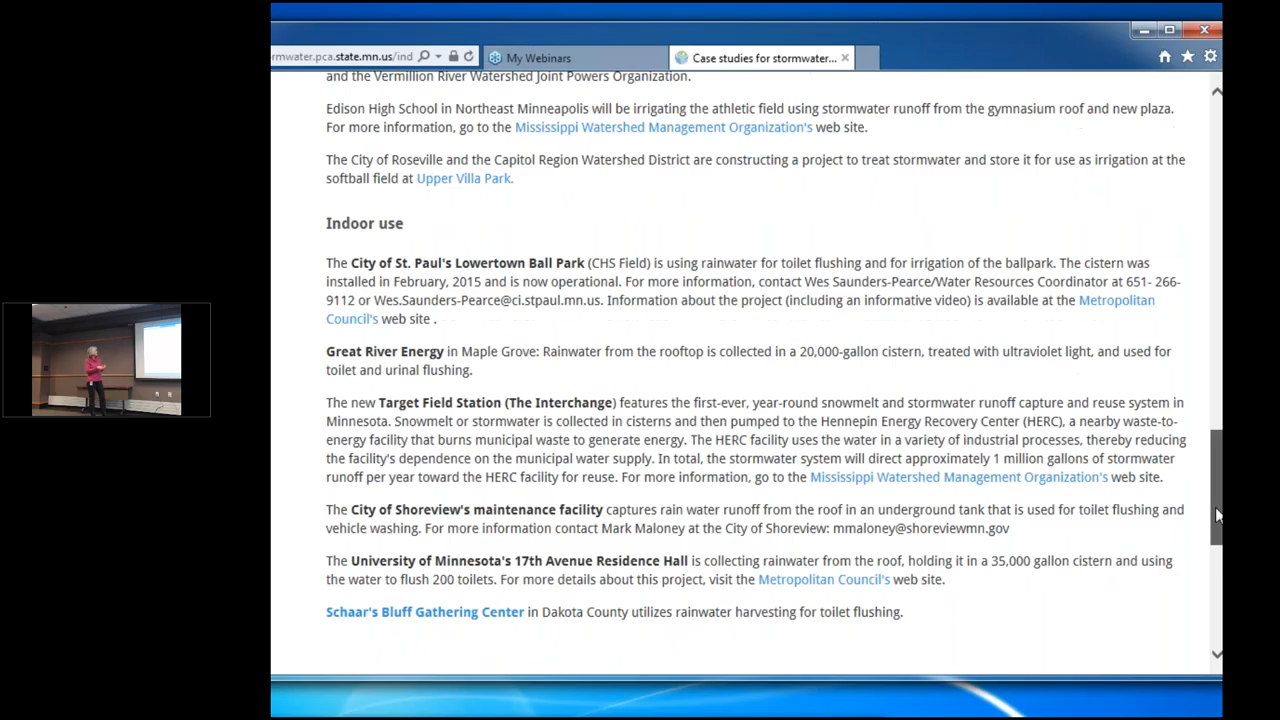 rmwater.pca.state.mn.us/ind
My Webinars
Case studies for stormwater...
and the Vermillion River Watershed Joint Powers Organization.
Edison High School in Northeast Minneapolis will be irrigating the athletic field using stormwater runoff from the gymnasium roof and new plaza.
For more information, go to the Mississippi Watershed Management Organization's web site.
The City of Roseville and the Capitol Region Watershed District are constructing a project to treat stormwater and store it for use as irrigation at the
softball field at Upper Villa Park.
Indoor use
The City of St. Paul's Lowertown Ball Park (CHS Field) is using rainwater for toilet flushing and for irrigation of the ballpark. The cistern was
installed in February, 2015 and is now operational. For more information, contact Wes Saunders-Pearce/Water Resources Coordinator at 651- 266-
9112 or Wes.Saunders-Pearce@ci.stpaul.mn.us. Information about the project (including an informative video) is available at the Metropolitan
Council's web site .
Great River Energy in Maple Grove: Rainwater from the rooftop is collected in a 20,000-gallon cistern, treated with ultraviolet light, and used for
toilet and urinal flushing.
The new Target Field Station (The Interchange) features the first-ever, year-round snowmelt and stormwater runoff capture and reuse system in
Minnesota. Snowmelt or stormwater is collected in cisterns and then pumped to the Hennepin Energy Recovery Center (HERC), a nearby waste-to-
energy facility that burns municipal waste to generate energy. The HERC facility uses the water in a variety of industrial processes, thereby reducing
the facility's dependence on the municipal water supply. In total, the stormwater system will direct approximately 1 million gallons of stormwater
runoff per year toward the HERC facility for reuse. For more information, go to the Mississippi Watershed Management Organization's web site.
The City of Shoreview's maintenance facility captures rain water runoff from the roof in an underground tank that is used for toilet flushing and
vehicle washing. For more information contact Mark Maloney at the City of Shoreview: mmaloney@shoreviewmn.gov
The University of Minnesota's 17th Avenue Residence Hall is collecting rainwater from the roof, holding it in a 35,000 gallon cistern and using
the water to flush 200 toilets. For more details about this project, visit the Metropolitan Council's web site.
Schaar's Bluff Gathering Center in Dakota County utilizes rainwater harvesting for toilet flushing.